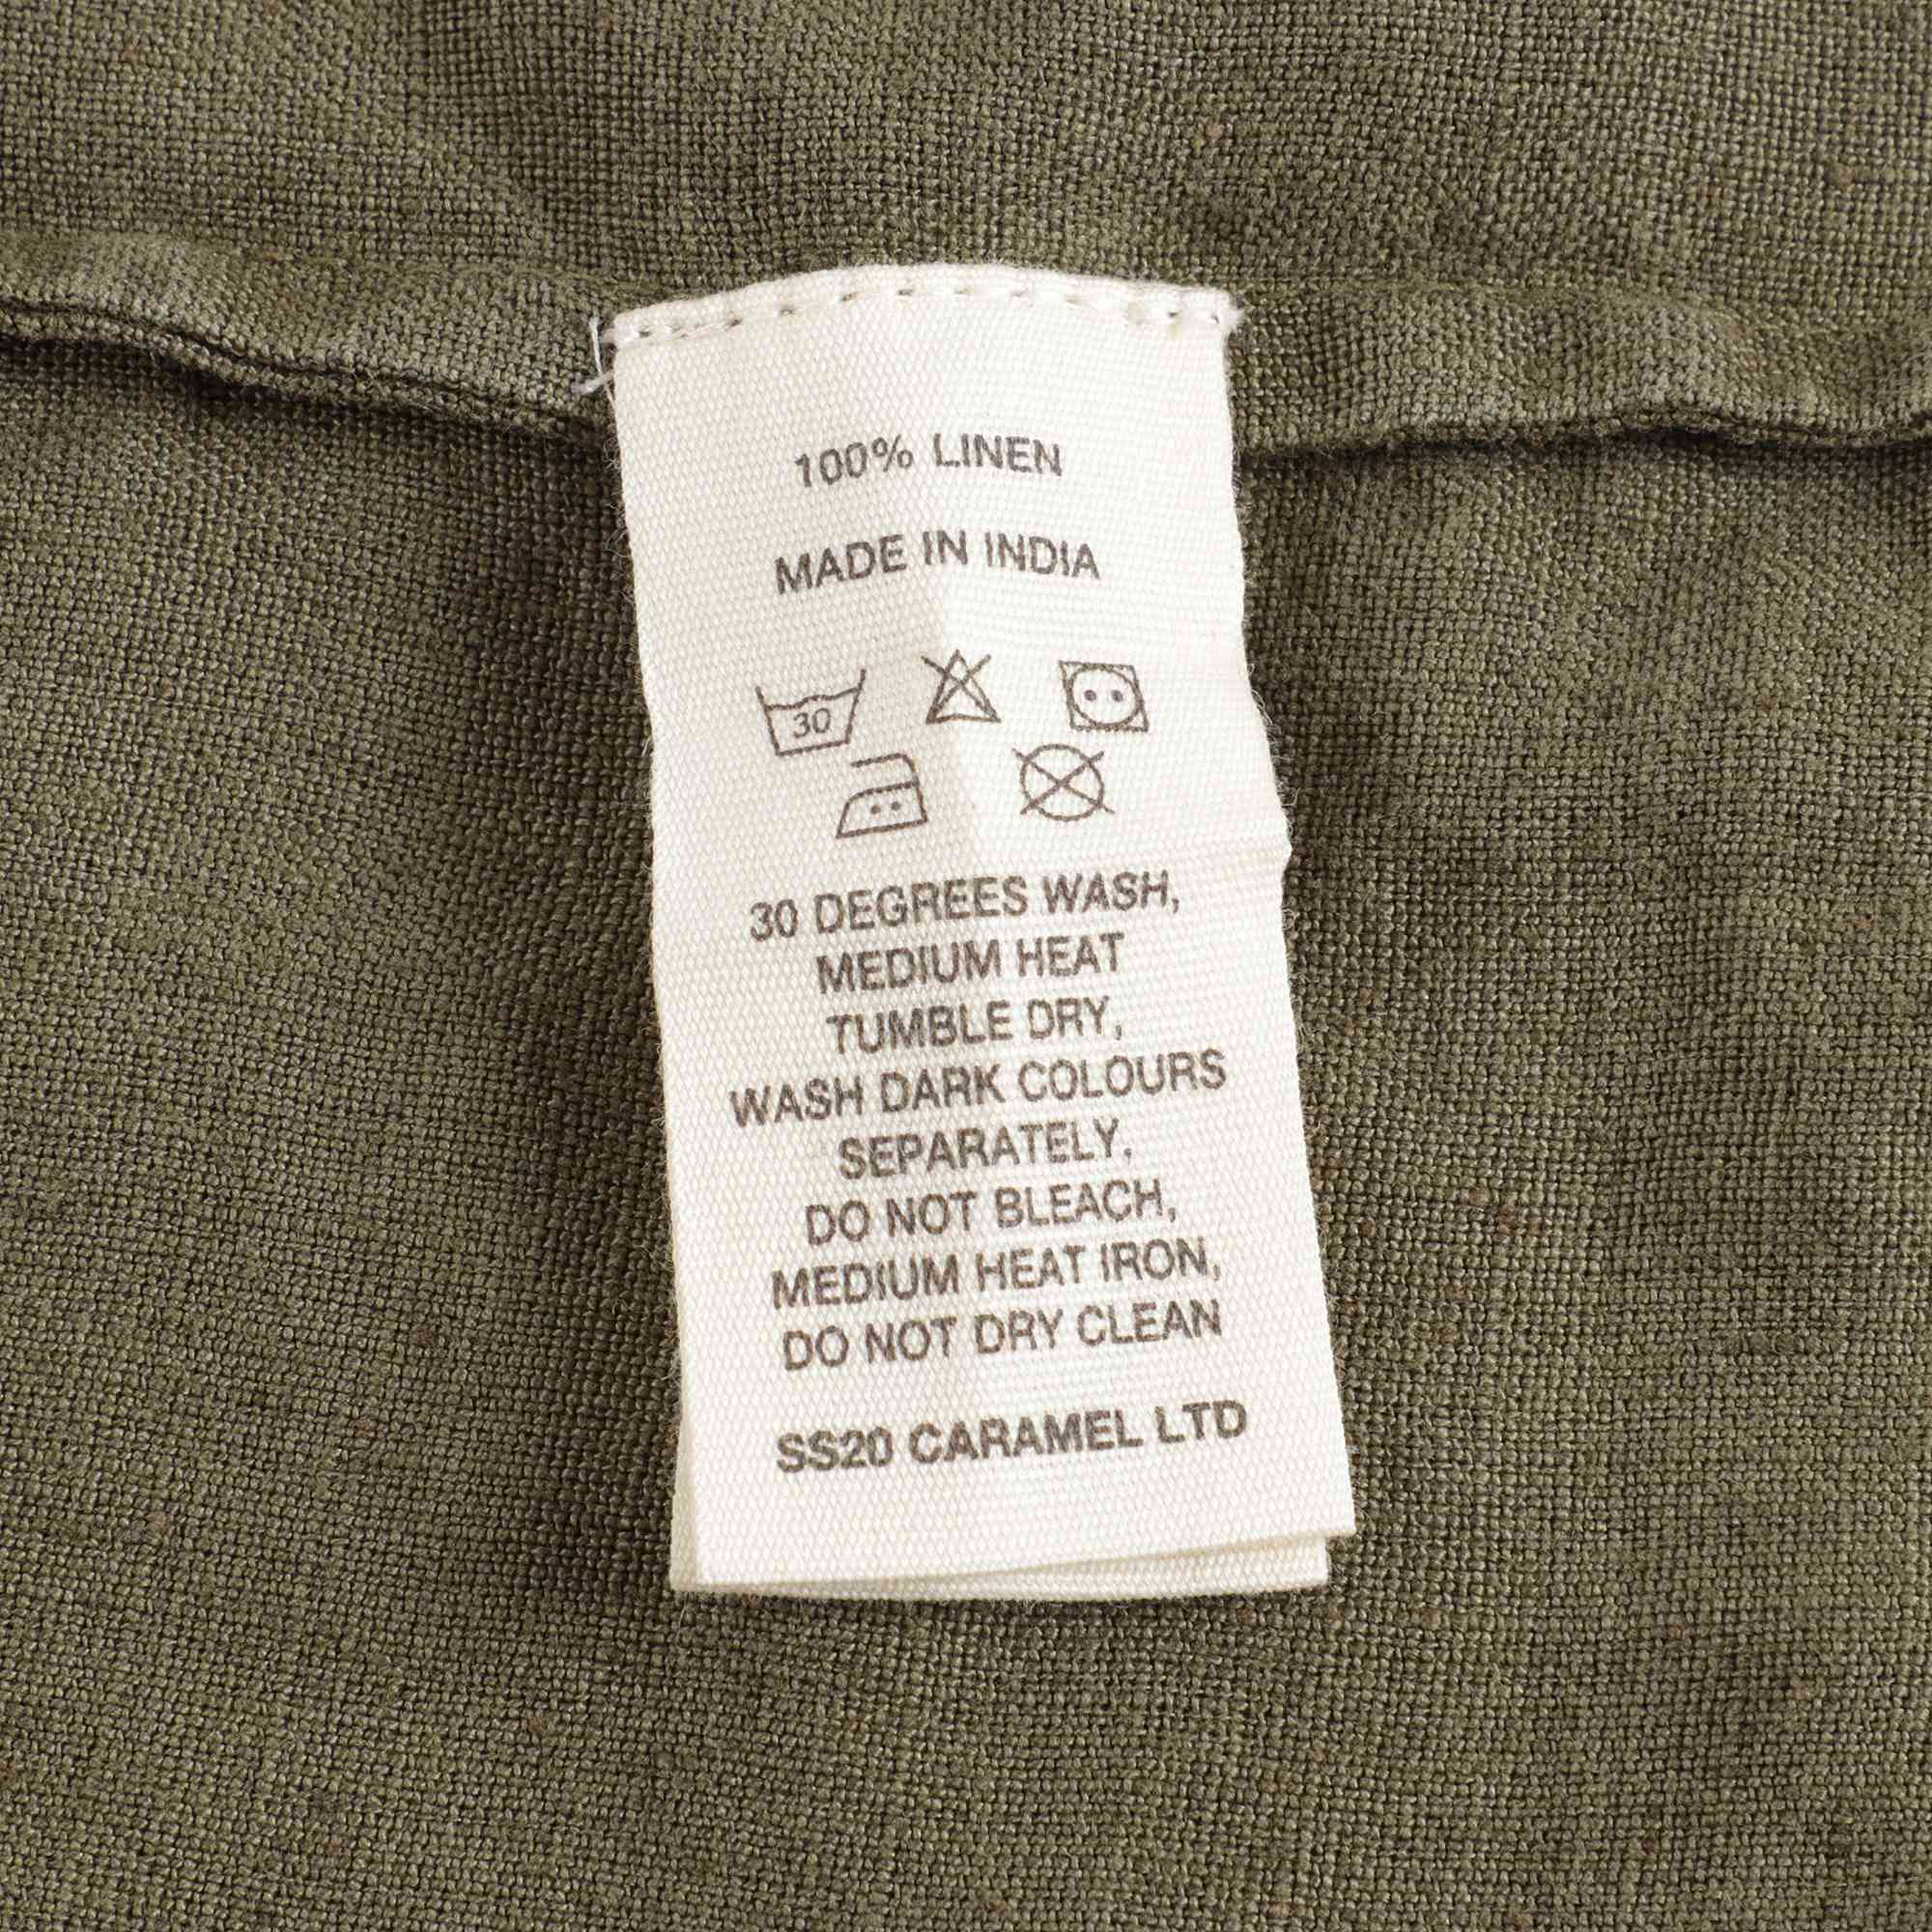 100% LINEN
MADE IN INDIA
30
30 DEGREES WASH,
MEDIUM HEAT
TUMBLE DRY,
WASH DARK COLOURS
SEPARATELY,
DO NOT BLEACH,
MEDIUM HEAT IRON,
DO NOT DRY CLEAN
SS20 CARAMEL LTD